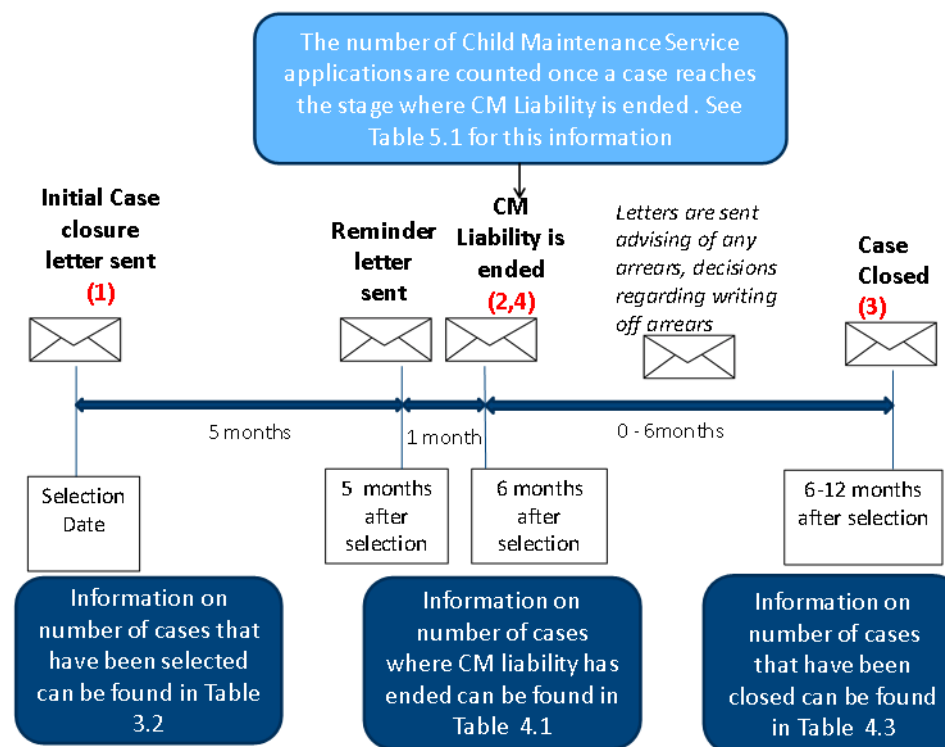 The number of Child Maintenance Service
applications are counted once a case reaches
the stage where CM Liability is ended . See
Table 5.1 for this information
Initial Case
closure
letter sent
(1)
Reminder
letter
sent
CM
Liability is
ended
(2,4)
Letters are sent
advising of any
arrears, decisions
regarding writing
off arrears
Case
Closed
(3)
5 months
1 month
0 - 6months
Selection
Date
5 months
after
selection
6 months
after
selection
6-12 months
after selection
Information on
number of cases that
have been selected
can be found in Table
3.2
Information on
number of cases
where CM liability has
ended can be found in
Table 4.1
Information on
number of cases
that have been
closed can be found
in Table 4.3